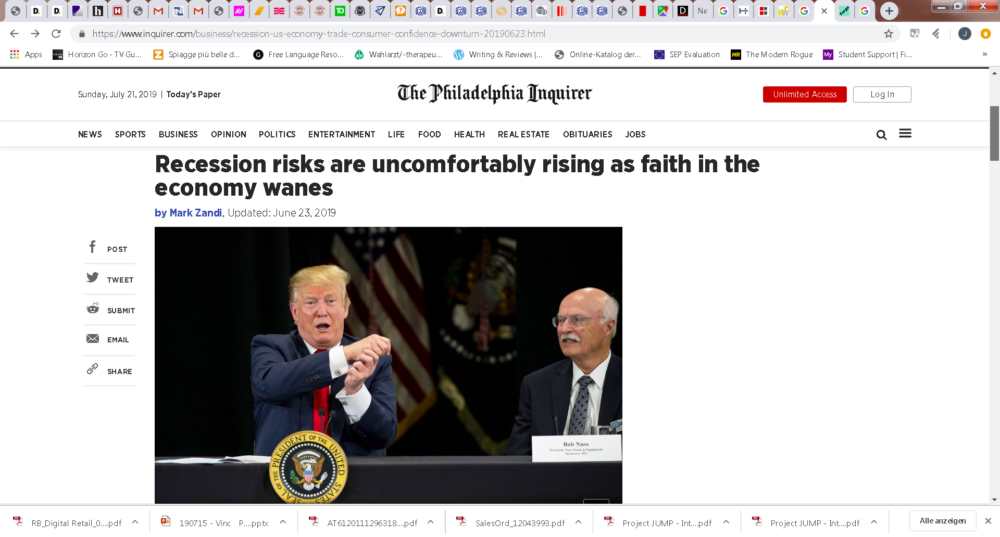 Ne
https://www.inquirer.com/business/recession-us-economy-trade-consumer-confidence-downturn-20190623.html
J
Apps
Horizon Go - TV Gu...
Spiagge più belle d...
Free Language Reso...
Wahlarzt/-therapeu...
Writing & Reviews |...
Online-Katalog der...
SEP Evaluation
The Modern Rogue
Student Support | Fi...
»
Sunday, July 21, 2019 | Today's Paper
The Philadelphia Inquirer
Unlimited Access
Log In
NEWS SPORTS BUSINESS OPINION POLITICS ENTERTAINMENT LIFE FOOD HEALTH REAL ESTATE OBITUARIES JOBS
Recession risks are uncomfortably rising as faith in the
economy wanes
by Mark Zandi, Updated: June 23, 2019
POST
TWEET
SUBMIT
EMAIL
SHARE
Bob Nuss
President, Nuss Truck & Equipment
Rochester, MN
SEAL OF THE PRESIDENT OF THE UNITED STATES
RB_Digital Retail_0....pdf
190715 - Vinc P....pptx
AT6120111296318....pdf
SalesOrd_12043993.pdf
Project JUMP - Int....pdf
Project JUMP - Int....pdf
Alle anzeigen